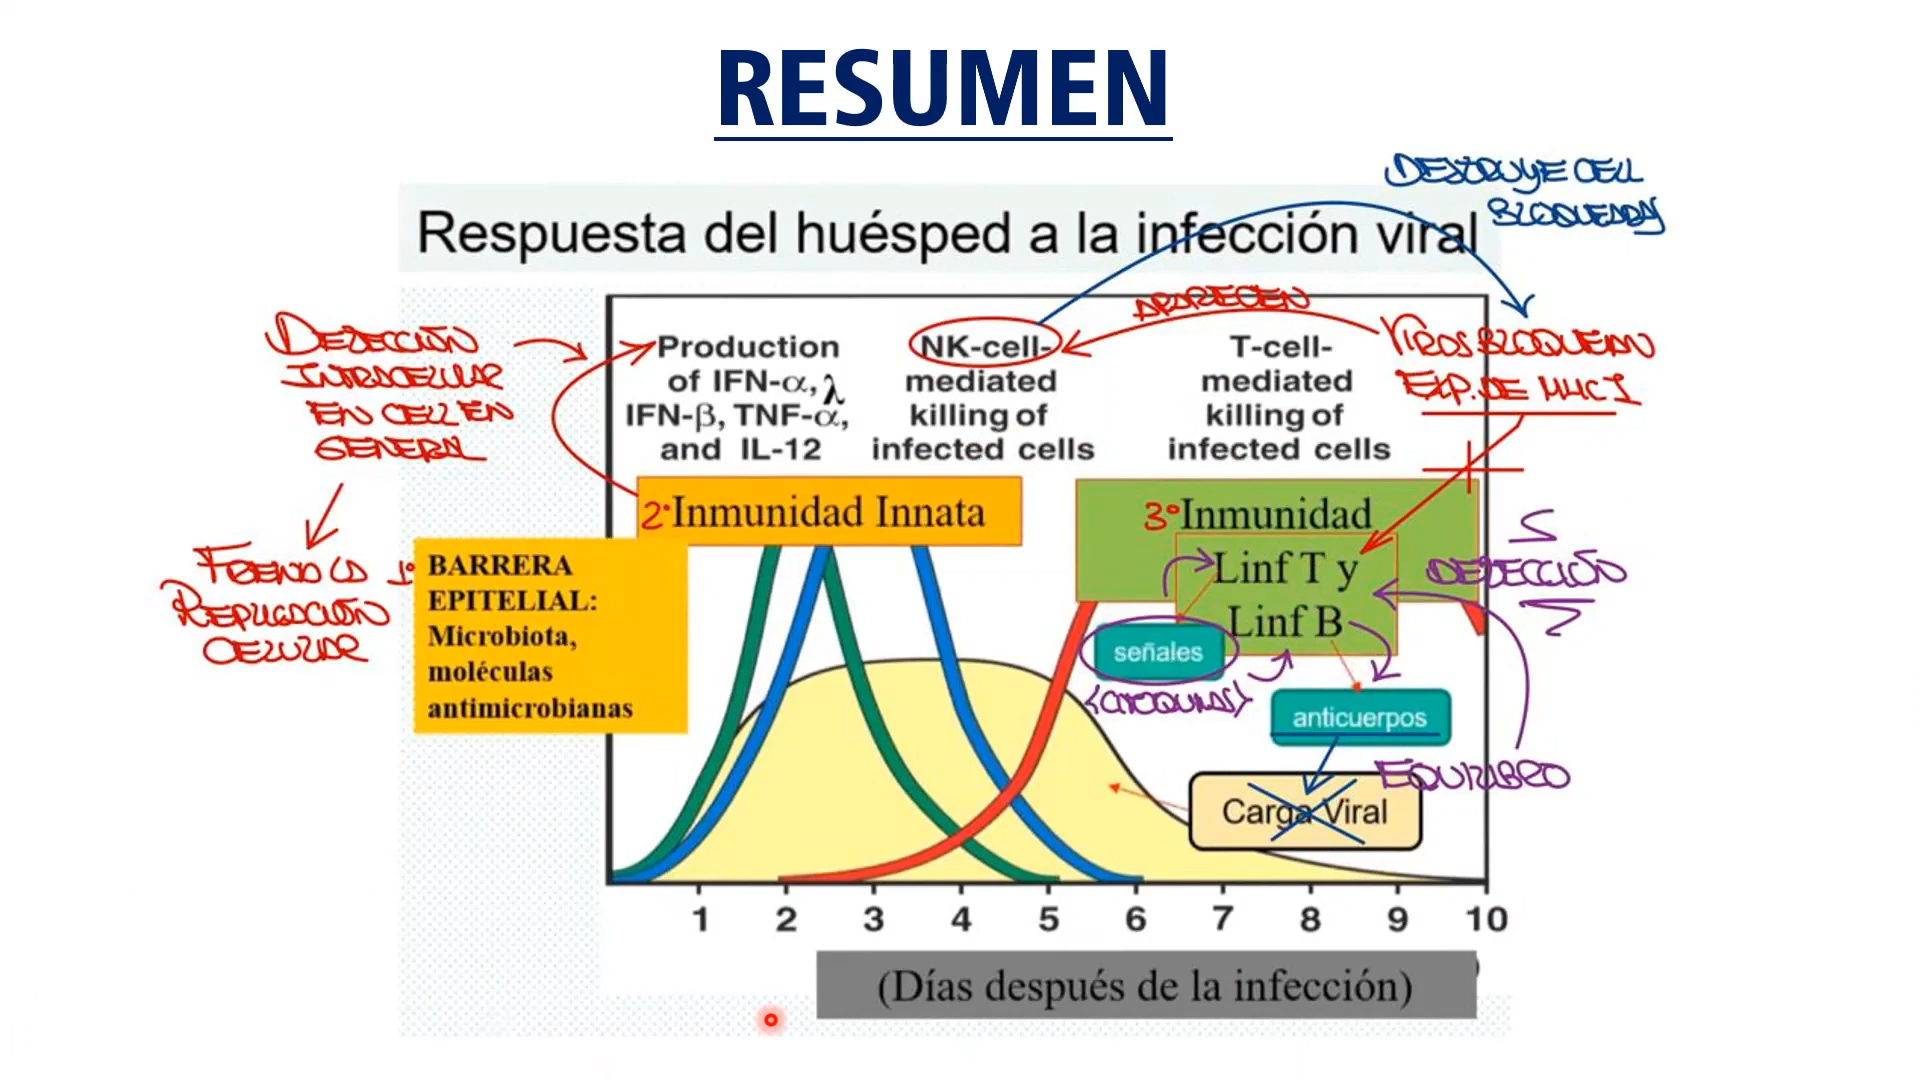 RESUMEN
DESTRUYE CELL
BLOQUEADA
Respuesta del huésped a la infección viral
APARECEN
DETECCIÓN
INTRACELULAR
EN CELL EN
GENERAL
Production
of IFN-α, λ
IFN-β, TNF-α,
and IL-12
NK-cell-
mediated
killing of
infected cells
T-cell-
mediated
killing of
infected cells
VIROS BLOQUEAN
EXP. DE MHC I
2° Inmunidad Innata
3° Inmunidad
Linf T y
Linf B
DETECCIÓN
FRENO LA
REPLICACIÓN
CELULAR
1° BARRERA
EPITELIAL:
Microbiota,
moléculas
antimicrobianas
señales
(CITOQUINAS)
anticuerpos
EQUILIBRO
Carga Viral
1 2 3 4 5 6 7 8 9 10
(Días después de la infección)